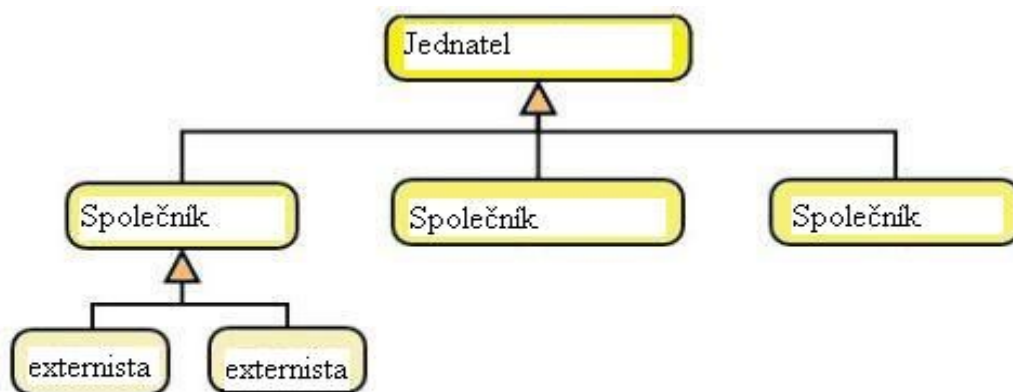 Jednatel
Společník
Společník
Společník
externista
externista